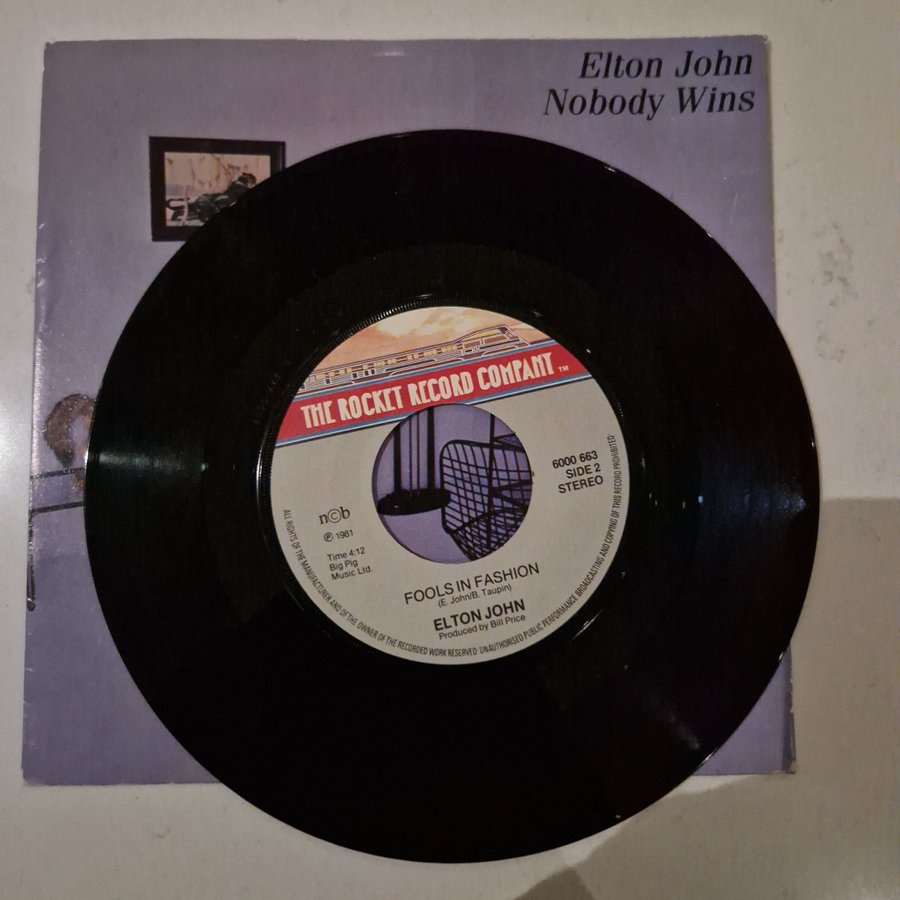 Elton John
Nobody Wins
THE ROCKET RECORD COMPANY TM
6000 663
SIDE 2
STEREO
n©b
℗ 1981
Time 4:12
Big Pig
Music Ltd.
FOOLS IN FASHION
(E. John/B. Taupin)
ELTON JOHN
Produced by Bill Price
ALL RIGHTS OF THE MANUFACTURER AND OF THE OWNER OF THE RECORDED WORK RESERVED UNAUTHORISED PUBLIC PERFORMANCE BROADCASTING AND COPYING OF THIS RECORD PROHIBITED